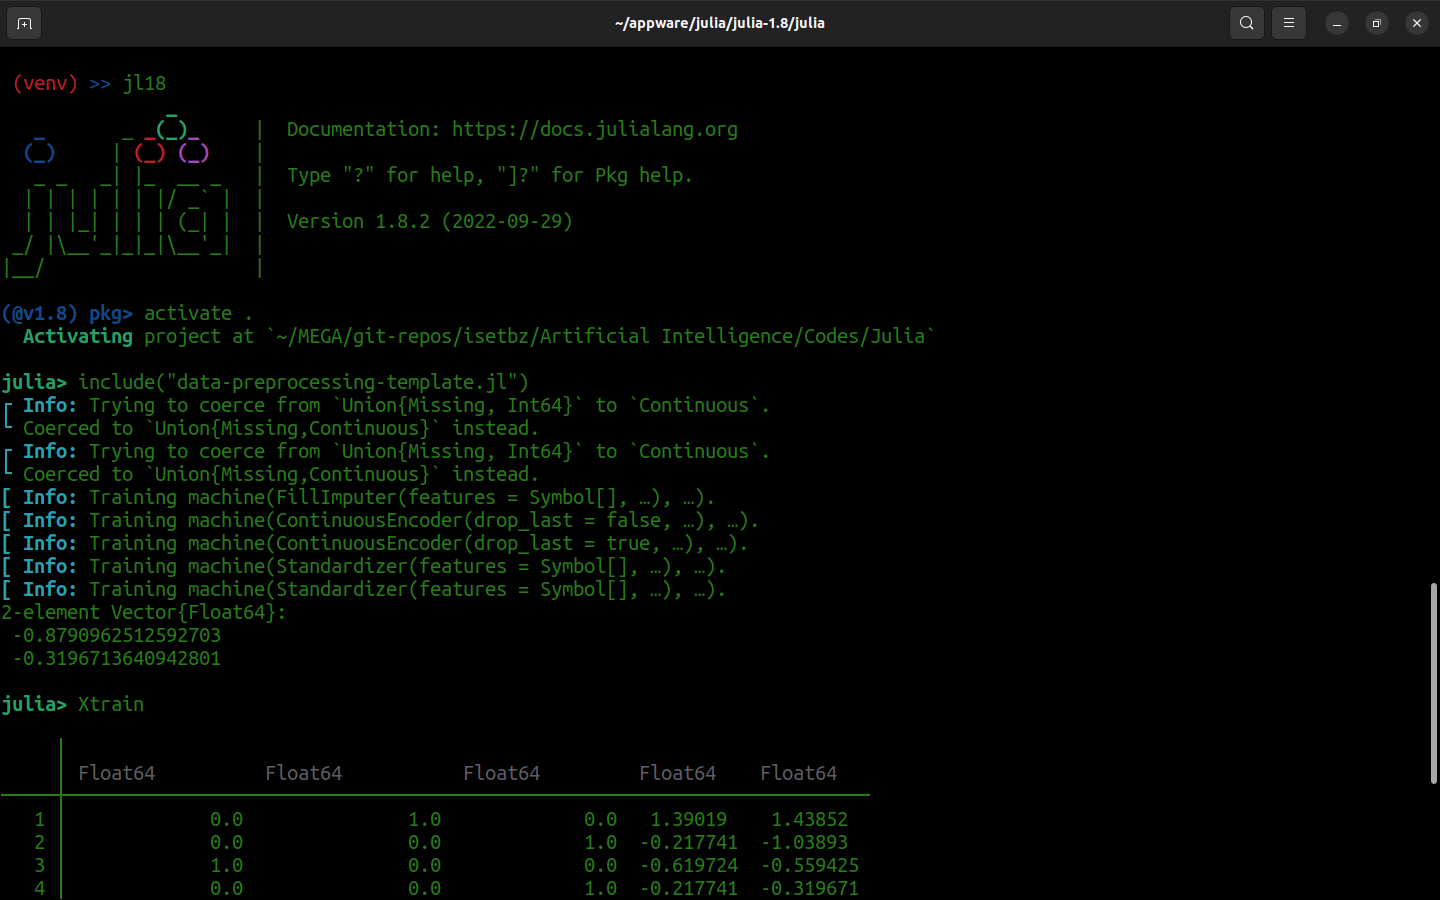 ~/appware/julia/julia-1.8/julia
(venv) >> jl18
               _
   _       _ _(_)_     |  Documentation: https://docs.julialang.org
  (_)     | (_) (_)    |
   _ _   _| |_  __ _   |  Type "?" for help, "]?" for Pkg help.
  | | | | | | |/ _` |  |
  | | |_| | | | (_| |  |  Version 1.8.2 (2022-09-29)
 _/ |\__'_|_|_|\__'_|  |
|__/                   |
(@v1.8) pkg> activate .
  Activating project at `~/MEGA/git-repos/isetbz/Artificial Intelligence/Codes/Julia`
julia> include("data-preprocessing-template.jl")
┌ Info: Trying to coerce from `Union{Missing, Int64}` to `Continuous`.
└ Coerced to `Union{Missing,Continuous}` instead.
┌ Info: Trying to coerce from `Union{Missing, Int64}` to `Continuous`.
└ Coerced to `Union{Missing,Continuous}` instead.
[ Info: Training machine(FillImputer(features = Symbol[], …), …).
[ Info: Training machine(ContinuousEncoder(drop_last = false, …), …).
[ Info: Training machine(ContinuousEncoder(drop_last = true, …), …).
[ Info: Training machine(Standardizer(features = Symbol[], …), …).
[ Info: Training machine(Standardizer(features = Symbol[], …), …).
2-element Vector{Float64}:
 -0.8790962512592703
 -0.3196713640942801
julia> Xtrain
Float64 Float64 Float64 Float64 Float64
1 0.0 1.0 0.0 1.39019 1.43852
2 0.0 0.0 1.0 -0.217741 -1.03893
3 1.0 0.0 0.0 -0.619724 -0.559425
4 0.0 0.0 1.0 -0.217741 -0.319671